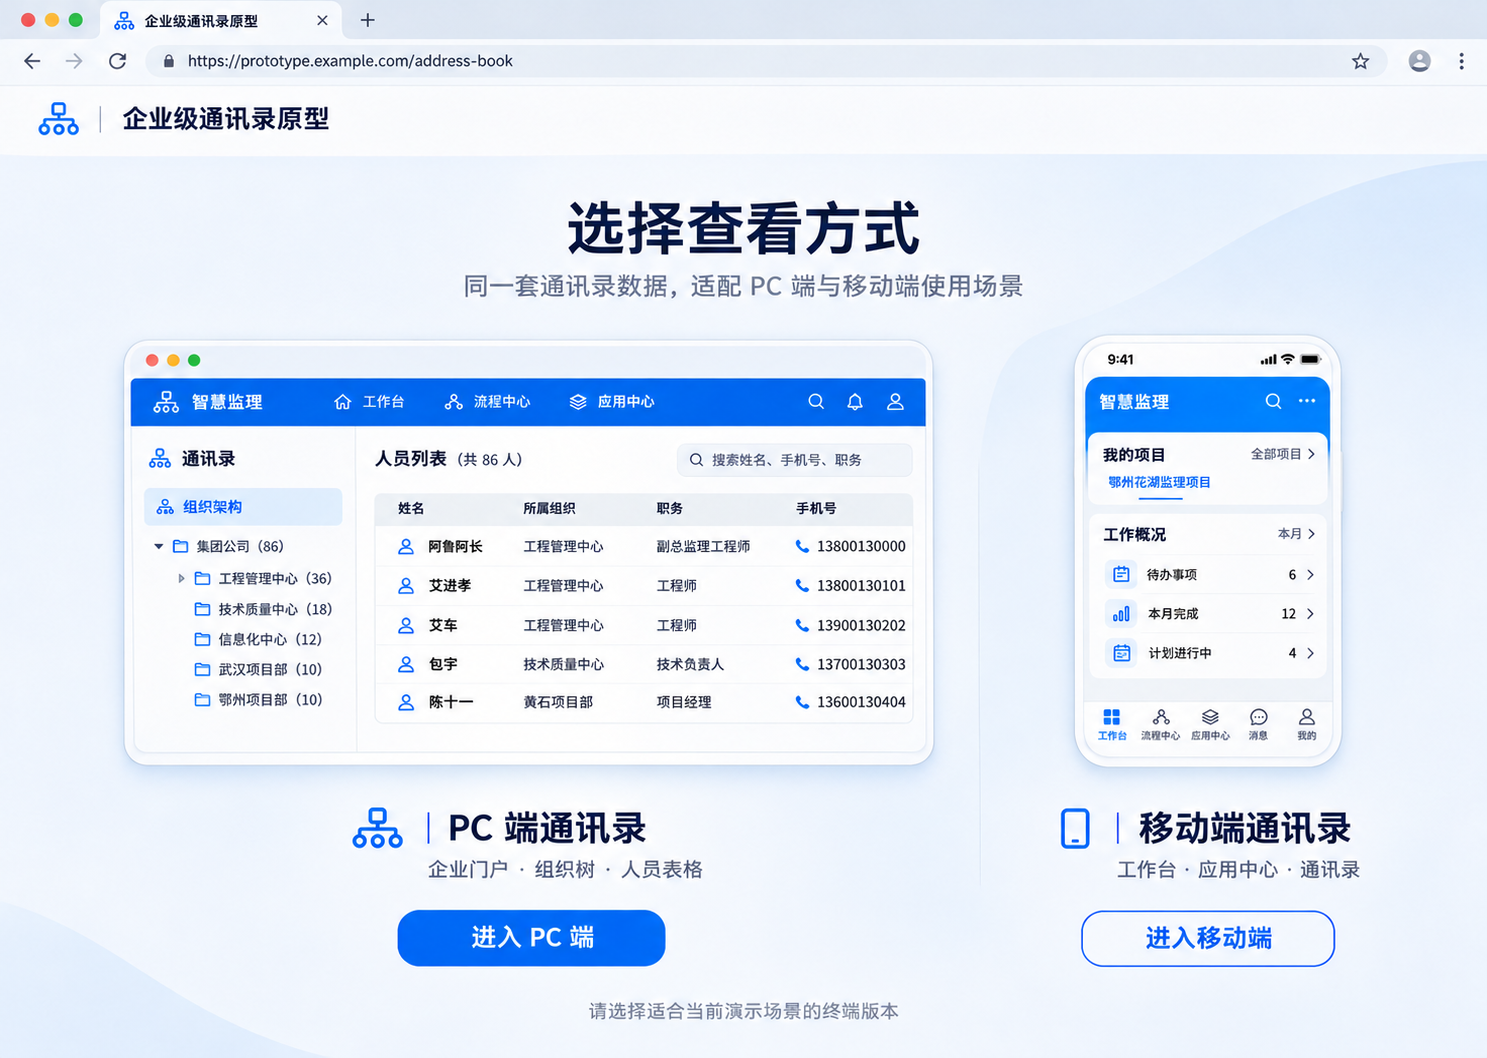 企业级通讯录原型
https://prototype.example.com/address-book
企业级通讯录原型
选择查看方式
同一套通讯录数据，适配 PC 端与移动端使用场景
智慧监理
工作台
流程中心
应用中心
通讯录
组织架构
集团公司（86）
工程管理中心（36）
技术质量中心（18）
信息化中心（12）
武汉项目部（10）
鄂州项目部（10）
人员列表（共 86 人）
搜索姓名、手机号、职务
姓名 所属组织 职务 手机号
阿鲁阿长 工程管理中心 副总监理工程师 13800130000
艾进孝 工程管理中心 工程师 13800130101
艾车 工程管理中心 工程师 13900130202
包宇 技术质量中心 技术负责人 13700130303
陈十一 黄石项目部 项目经理 13600130404
9:41
智慧监理
我的项目 全部项目
鄂州花湖监理项目
工作概况 本月
待办事项 6
本月完成 12
计划进行中 4
工作台 流程中心 应用中心 消息 我的
PC 端通讯录
企业门户 · 组织树 · 人员表格
进入 PC 端
移动端通讯录
工作台 · 应用中心 · 通讯录
进入移动端
请选择适合当前演示场景的终端版本